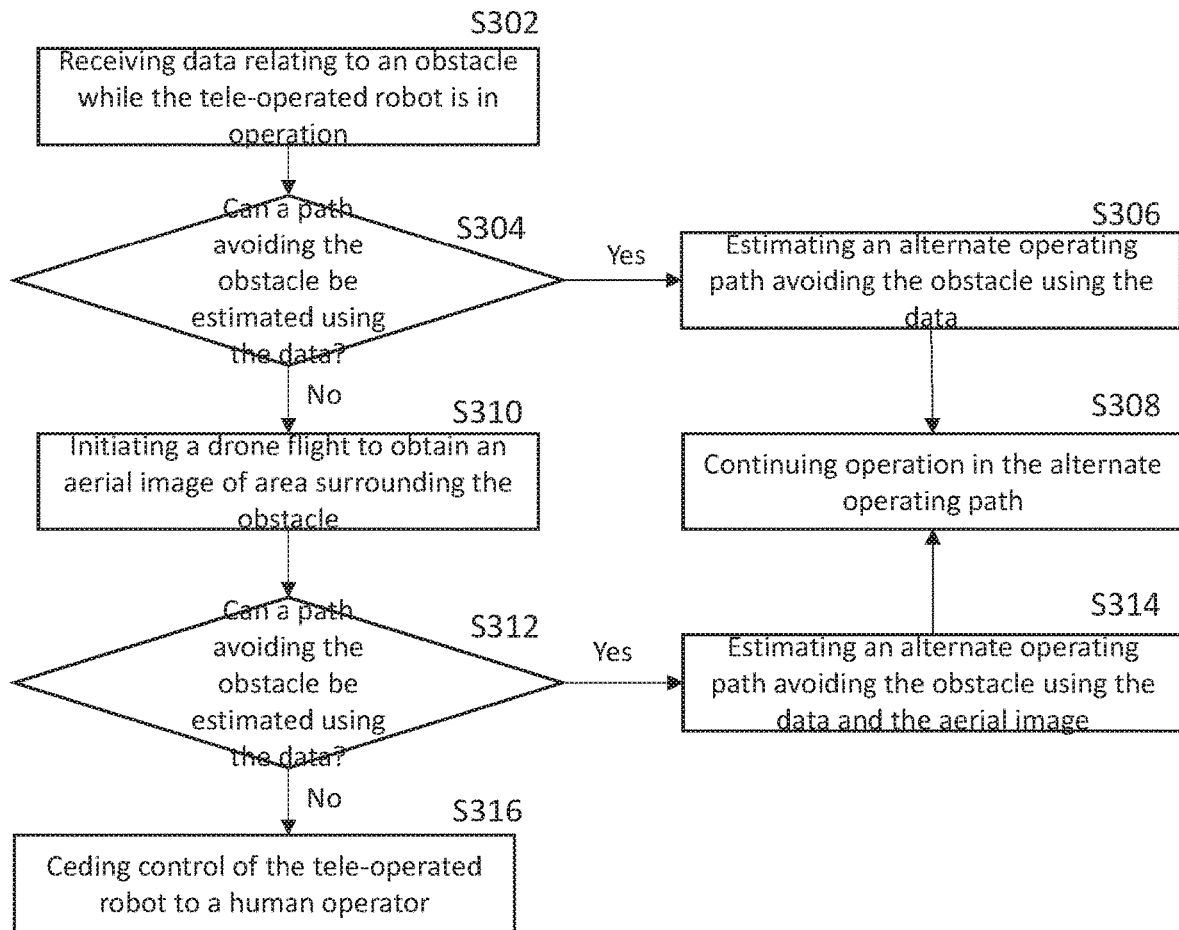 S302
Receiving data relating to an obstacle
while the tele-operated robot is in
operation
Can a path
avoiding the
obstacle be
estimated using
the data?
S304
Yes
S306
Estimating an alternate operating
path avoiding the obstacle using the
data
No
S310
Initiating a drone flight to obtain an
aerial image of area surrounding the
obstacle
S308
Continuing operation in the alternate
operating path
Can a path
avoiding the
obstacle be
estimated using
the data?
S312
Yes
S314
Estimating an alternate operating
path avoiding the obstacle using the
data and the aerial image
No
S316
Ceding control of the tele-operated
robot to a human operator